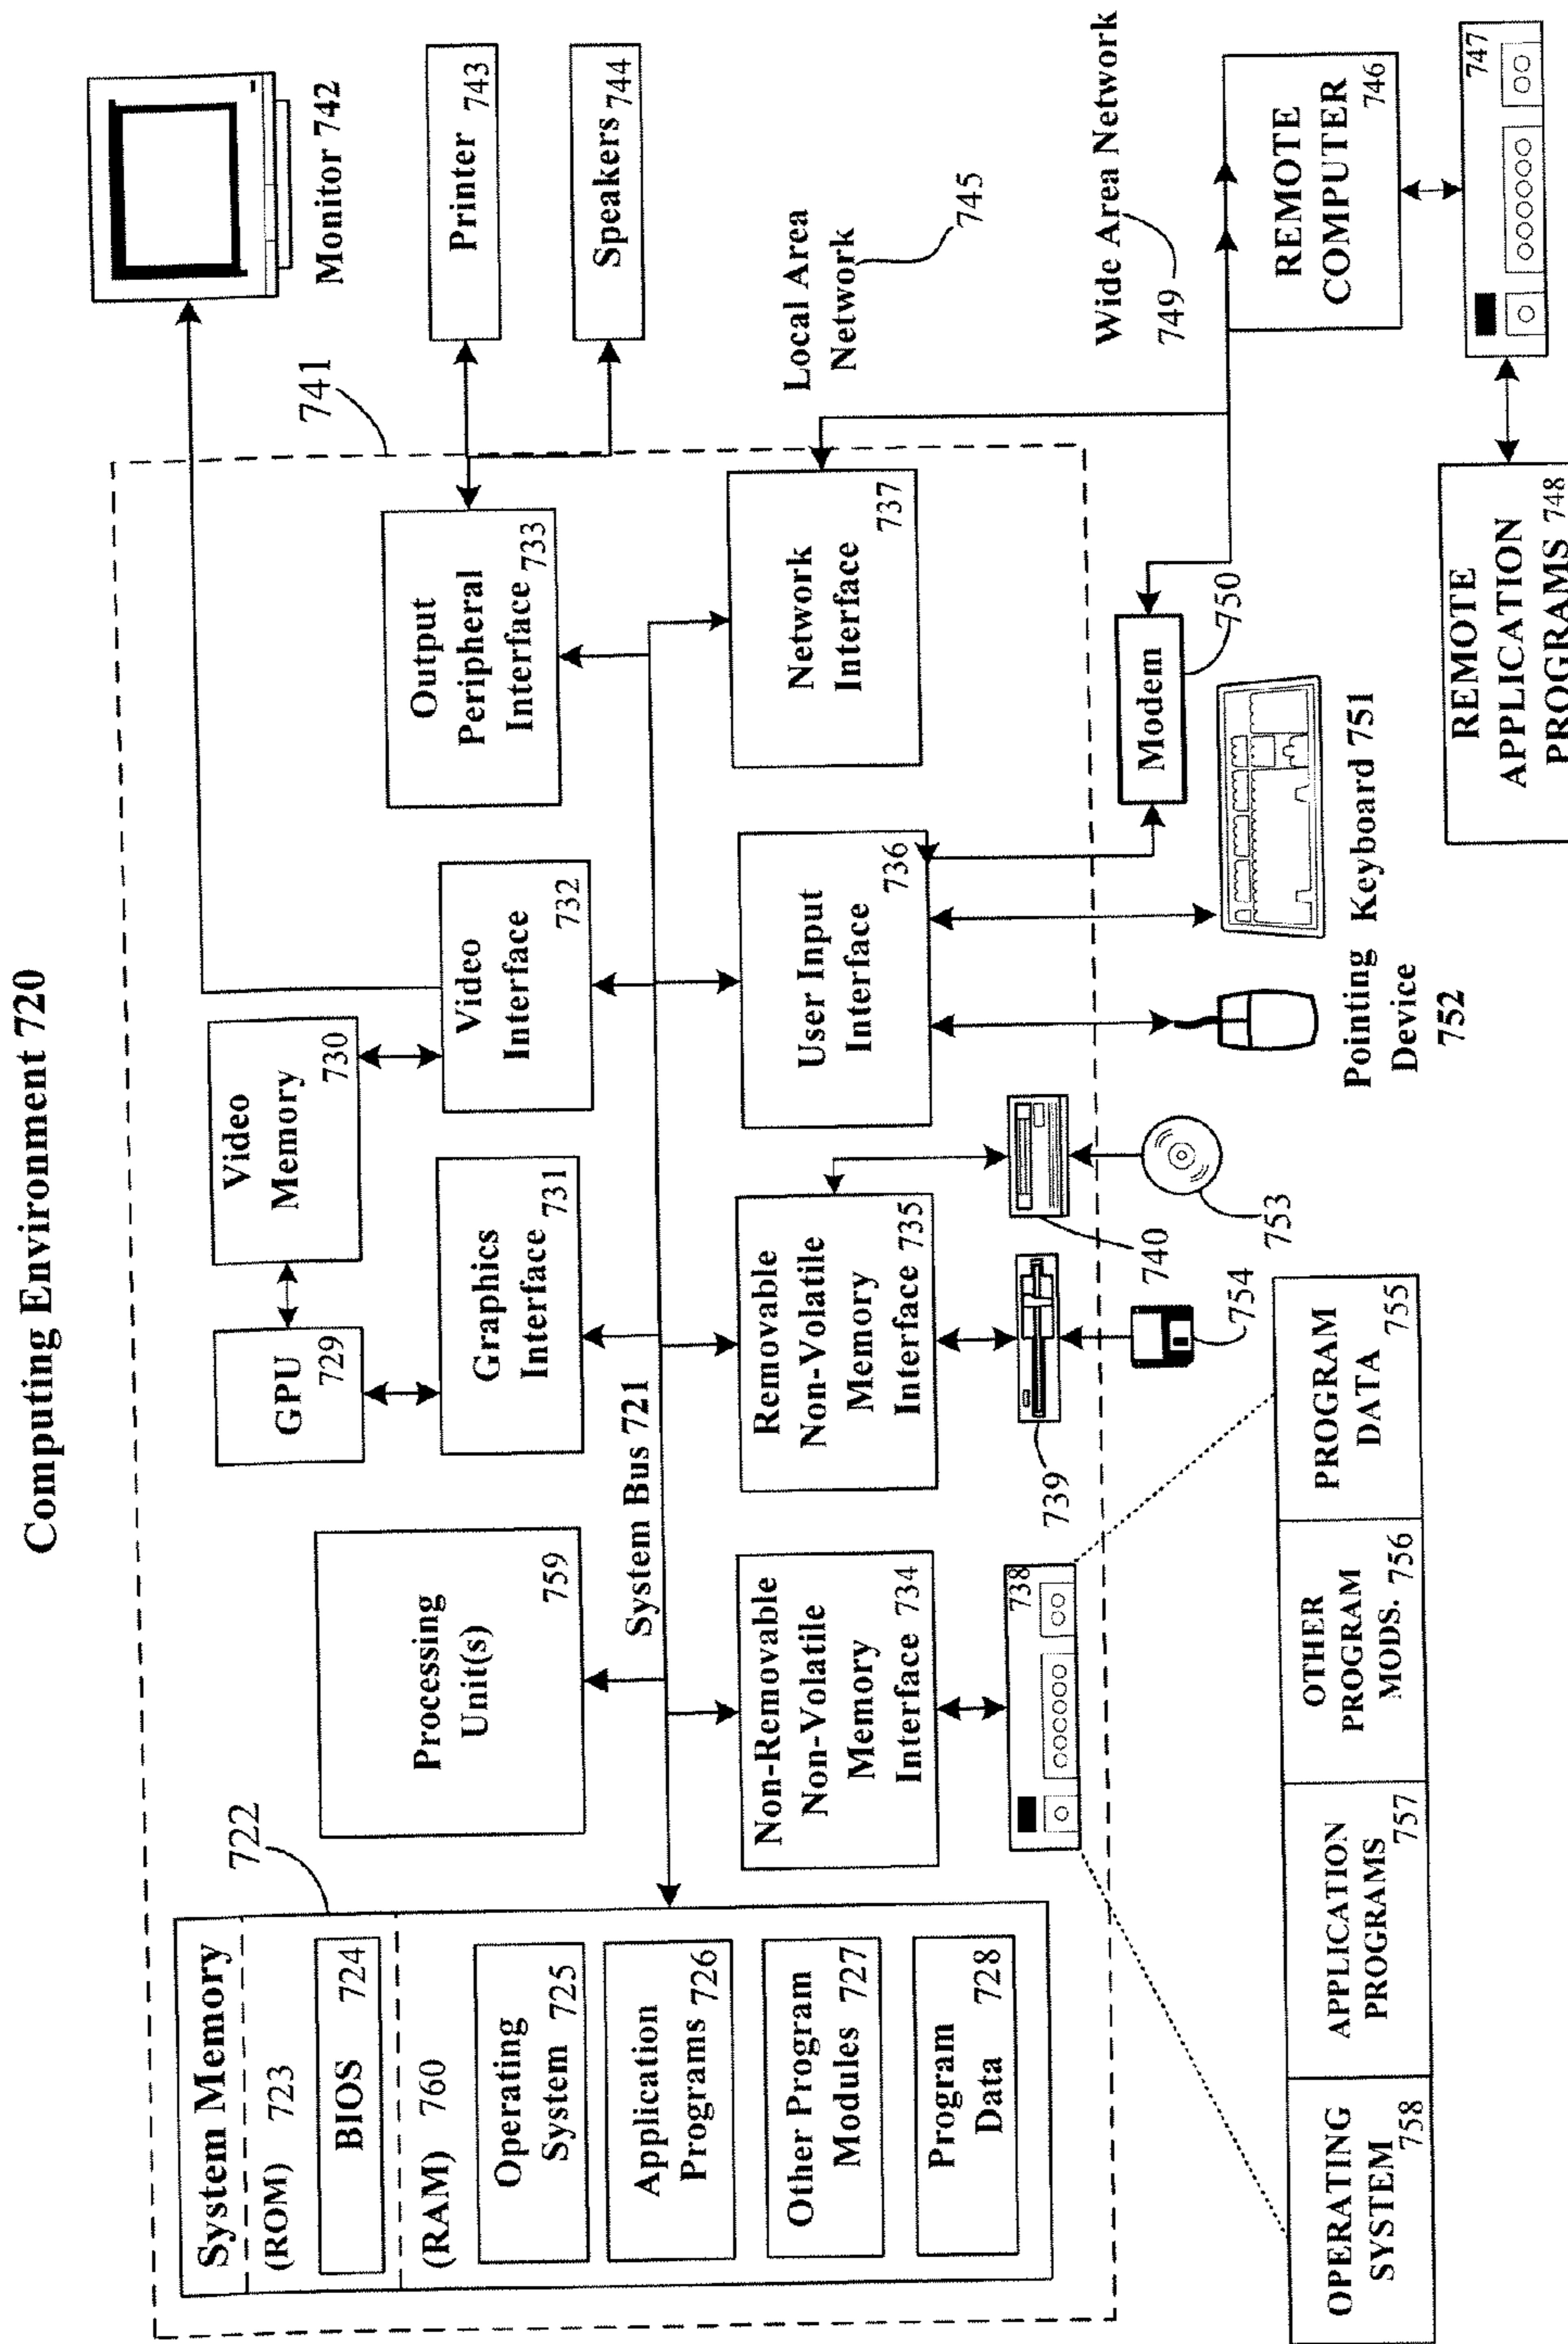 Computing Environment 720
System Memory
(ROM) 723
BIOS 724
(RAM) 760
Operating
System 725
Application
Programs 726
Other Program
Modules 727
Program
Data 728
722
Processing
Unit(s)
759
GPU
729
Video
Memory
730
Graphics
Interface 731
Video
Interface
732
Output
Peripheral
Interface 733
System Bus 721
Non-Removable
Non-Volatile
Memory
Interface 734
Removable
Non-Volatile
Memory
Interface 735
User Input
Interface
736
Network
Interface
737
741
Monitor 742
Printer
743
Speakers
744
Local Area
Network
745
Wide Area Network
749
REMOTE
COMPUTER
746
747
REMOTE
APPLICATION
PROGRAMS 748
Modem
750
Keyboard 751
Pointing
Device
752
740
753
739
754
738
OPERATING
SYSTEM
758
APPLICATION
PROGRAMS
757
OTHER
PROGRAM
MODS. 756
PROGRAM
DATA
755